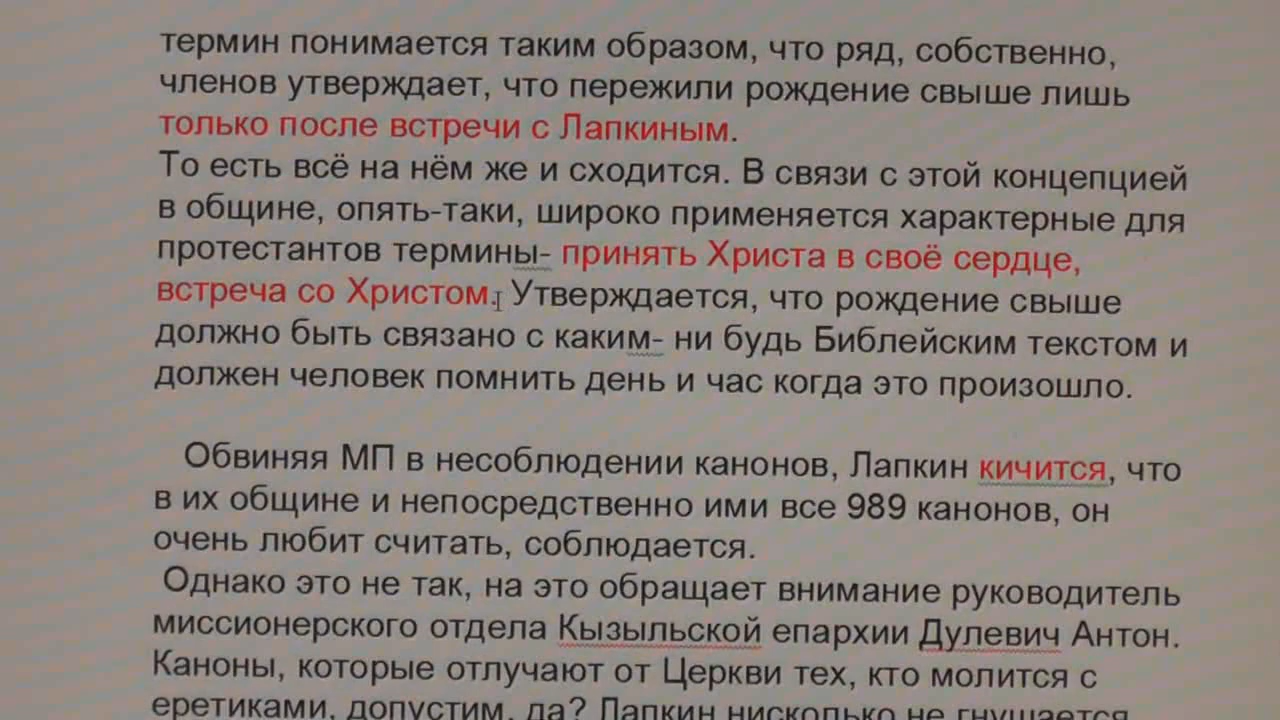 термин понимается таким образом, что ряд, собственно,
членов утверждает, что пережили рождение свыше лишь
только после встречи с Лапкиным.
То есть всё на нём же и сходится. В связи с этой концепцией
в общине, опять-таки, широко применяется характерные для
протестантов термины- принять Христа в своё сердце,
встреча со Христом. Утверждается, что рождение свыше
должно быть связано с каким- ни будь Библейским текстом и
должен человек помнить день и час когда это произошло.
Обвиняя МП в несоблюдении канонов, Лапкин кичится, что
в их общине и непосредственно ими все 989 канонов, он
очень любит считать, соблюдается.
Однако это не так, на это обращает внимание руководитель
миссионерского отдела Кызыльской епархии Дулевич Антон.
Каноны, которые отлучают от Церкви тех, кто молится с
еретиками, допустим, да? Лапкин нисколько не гнушается